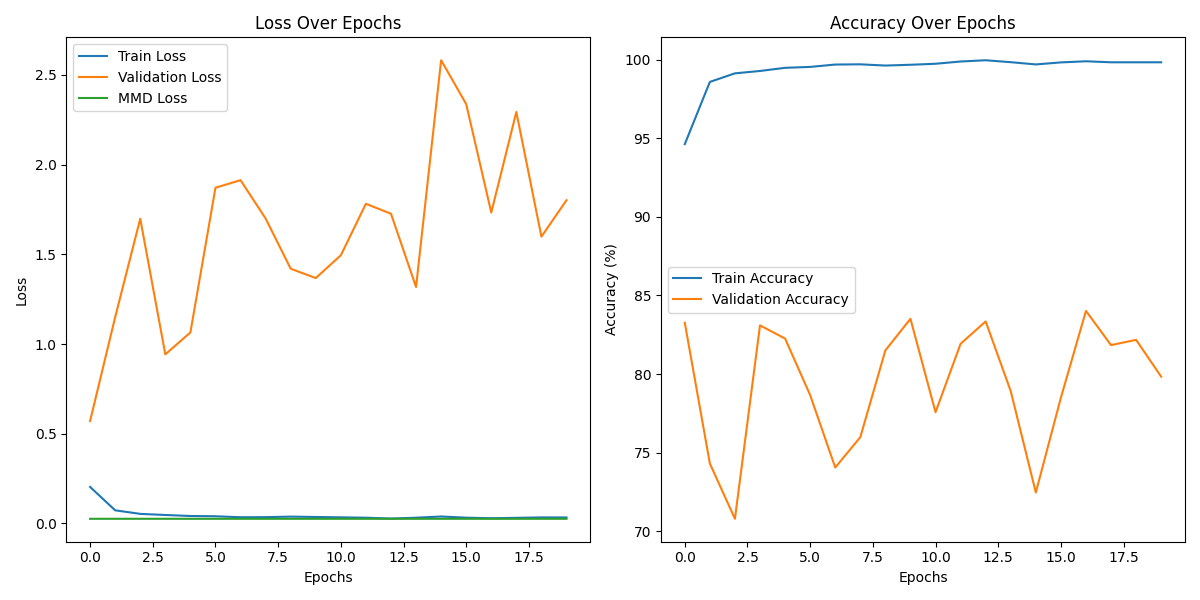 Loss Over Epochs
Train Loss
Validation Loss
MMD Loss
2.5
2.0
1.5
1.0
0.5
0.0
Loss
0.0 2.5 5.0 7.5 10.0 12.5 15.0 17.5
Epochs
Accuracy Over Epochs
100
95
90
85
80
75
70
Accuracy (%)
Train Accuracy
Validation Accuracy
0.0 2.5 5.0 7.5 10.0 12.5 15.0 17.5
Epochs